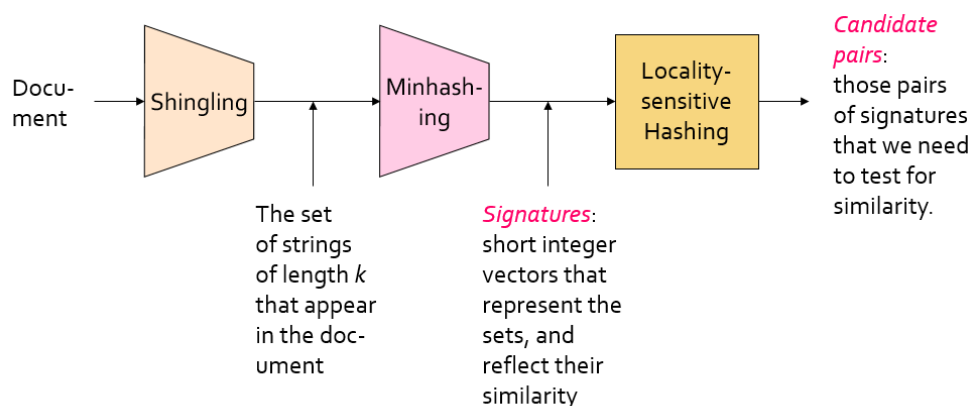 Docu-
ment
Shingling
The set
of strings
of length k
that appear
in the doc-
ument
Minhash-
ing
Signatures:
short integer
vectors that
represent the
sets, and
reflect their
similarity
Locality-
sensitive
Hashing
Candidate
pairs:
those pairs
of signatures
that we need
to test for
similarity.